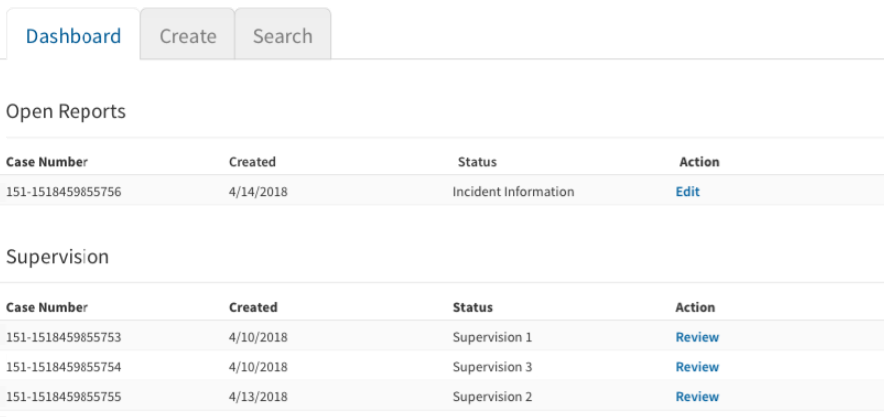 Dashboard Create Search
Open Reports
Case Number Created Status Action
151-1518459855756 4/14/2018 Incident Information Edit
Supervision
Case Number Created Status Action
151-1518459855753 4/10/2018 Supervision 1 Review
151-1518459855754 4/10/2018 Supervision 3 Review
151-1518459855755 4/13/2018 Supervision 2 Review